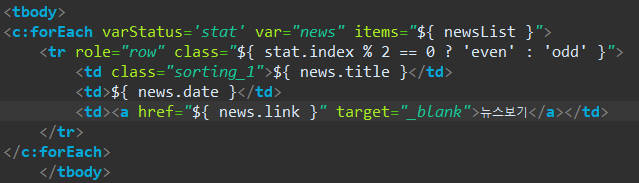 <tbody>
<c:forEach varStatus='stat' var="news" items="${ newsList }">
<tr role="row" class="${ stat.index % 2 == 0 ? 'even' : 'odd' }">
<td class="sorting_1">${ news.title }</td>
<td>${ news.date }</td>
<td><a href="${ news.link }" target="_blank">뉴스보기</a></td>
</tr>
</c:forEach>
</tbody>